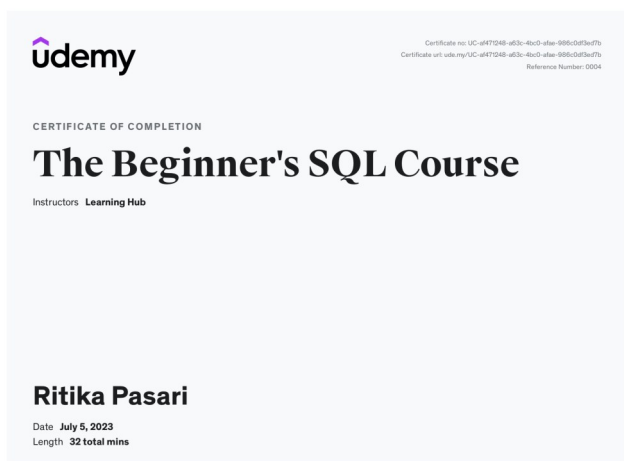 udemy
Certificate no: UC-af471248-a63c-4bc0-afae-986c0df3ed7b
Certificate url: ude.my/UC-af471248-a63c-4bc0-afae-986c0df3ed7b
Reference Number: 0004
CERTIFICATE OF COMPLETION
The Beginner's SQL Course
Instructors Learning Hub
Ritika Pasari
Date July 5, 2023
Length 32 total mins